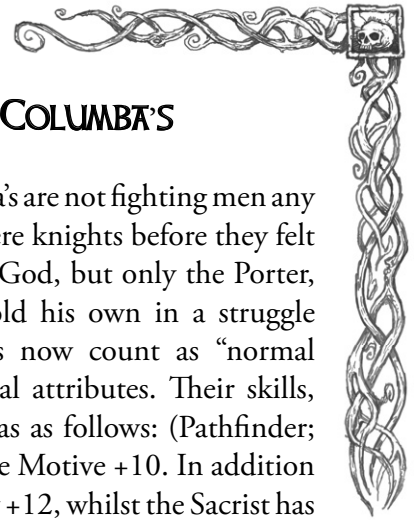 COLUMBA'S
a's are not fighting men any
ere knights before they felt
God, but only the Porter,
old his own in a struggle
s now count as “normal
al attributes. Their skills,
as as follows: (Pathfinder;
e Motive +10. In addition
+12, whilst the Sacrist has